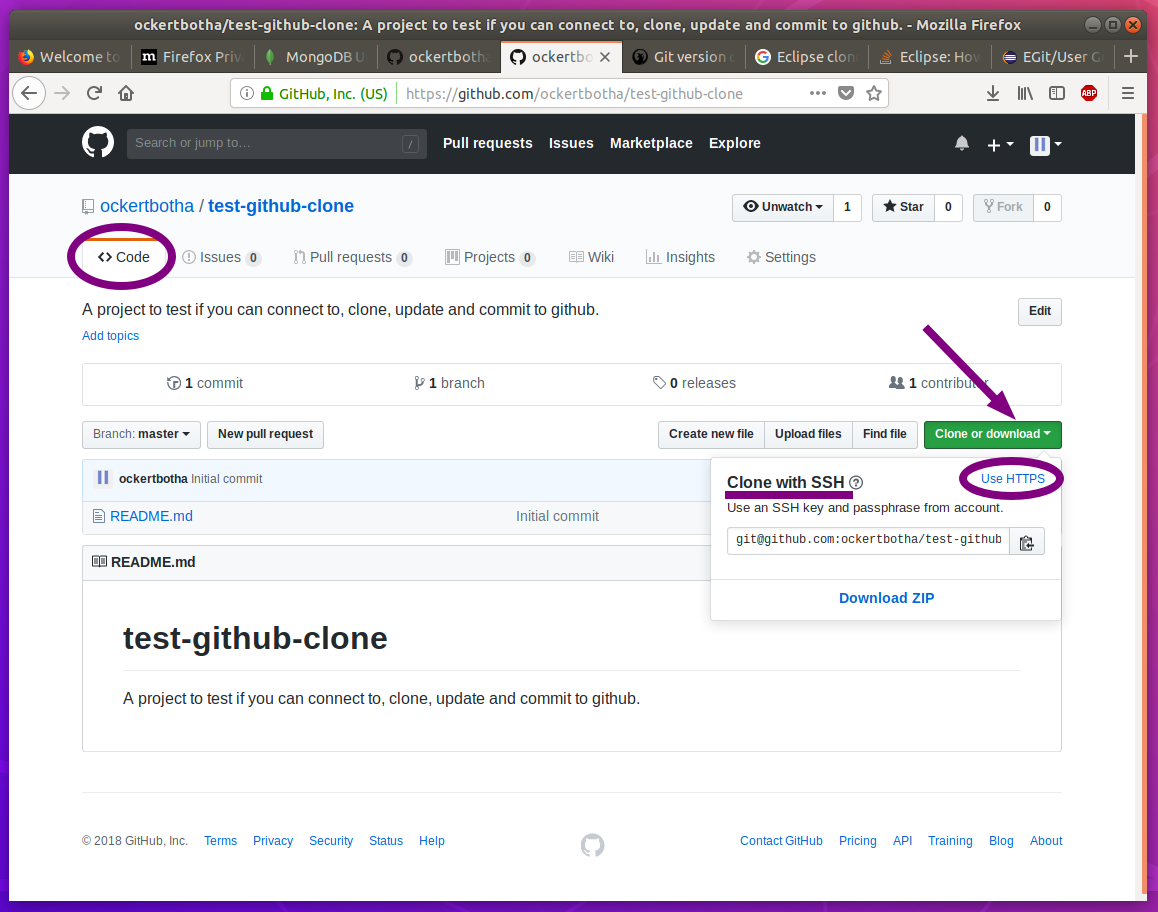 ockertbotha/test-github-clone: A project to test if you can connect to, clone, update and commit to github. - Mozilla Firefox
Welcome to
Firefox Priv
MongoDB U
ockertbotha
ockertbo
Git version c
Eclipse clon
Eclipse: How
EGit/User G
GitHub, Inc. (US) https://github.com/ockertbotha/test-github-clone
ABP
Search or jump to… / Pull requests Issues Marketplace Explore
ockertbotha / test-github-clone
Unwatch 1 Star 0 Fork 0
Code Issues 0 Pull requests 0 Projects 0 Wiki Insights Settings
A project to test if you can connect to, clone, update and commit to github.
Edit
Add topics
1 commit 1 branch 0 releases 1 contributor
Branch: master New pull request Create new file Upload files Find file Clone or download
ockertbotha Initial commit
README.md Initial commit
Clone with SSH ? Use HTTPS
Use an SSH key and passphrase from account.
git@github.com:ockertbotha/test-github
Download ZIP
README.md
test-github-clone
A project to test if you can connect to, clone, update and commit to github.
© 2018 GitHub, Inc. Terms Privacy Security Status Help Contact GitHub Pricing API Training Blog About